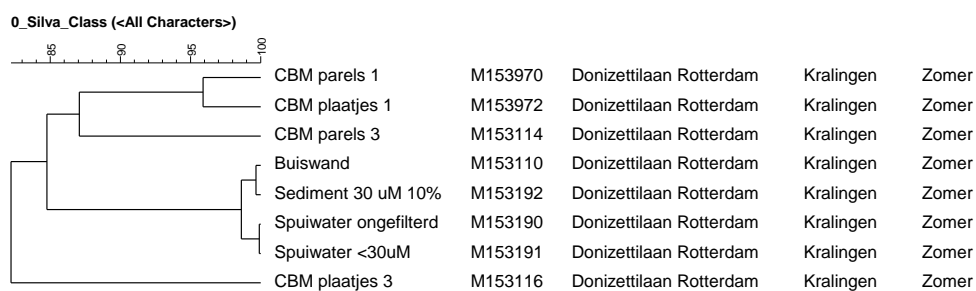 0_Silva_Class (<All Characters>)
85 90 95 100
CBM parels 1 M153970 Donizettilaan Rotterdam Kralingen Zomer
CBM plaatjes 1 M153972 Donizettilaan Rotterdam Kralingen Zomer
CBM parels 3 M153114 Donizettilaan Rotterdam Kralingen Zomer
Buiswand M153110 Donizettilaan Rotterdam Kralingen Zomer
Sediment 30 uM 10% M153192 Donizettilaan Rotterdam Kralingen Zomer
Spuiwater ongefilterd M153190 Donizettilaan Rotterdam Kralingen Zomer
Spuiwater <30uM M153191 Donizettilaan Rotterdam Kralingen Zomer
CBM plaatjes 3 M153116 Donizettilaan Rotterdam Kralingen Zomer